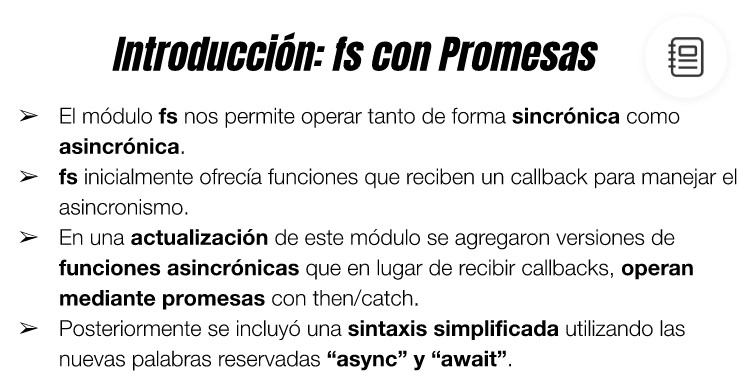 Introducción: fs con Promesas
➢ El módulo fs nos permite operar tanto de forma sincrónica como
asincrónica.
➢ fs inicialmente ofrecía funciones que reciben un callback para manejar el
asincronismo.
➢ En una actualización de este módulo se agregaron versiones de
funciones asincrónicas que en lugar de recibir callbacks, operan
mediante promesas con then/catch.
➢ Posteriormente se incluyó una sintaxis simplificada utilizando las
nuevas palabras reservadas “async” y “await”.